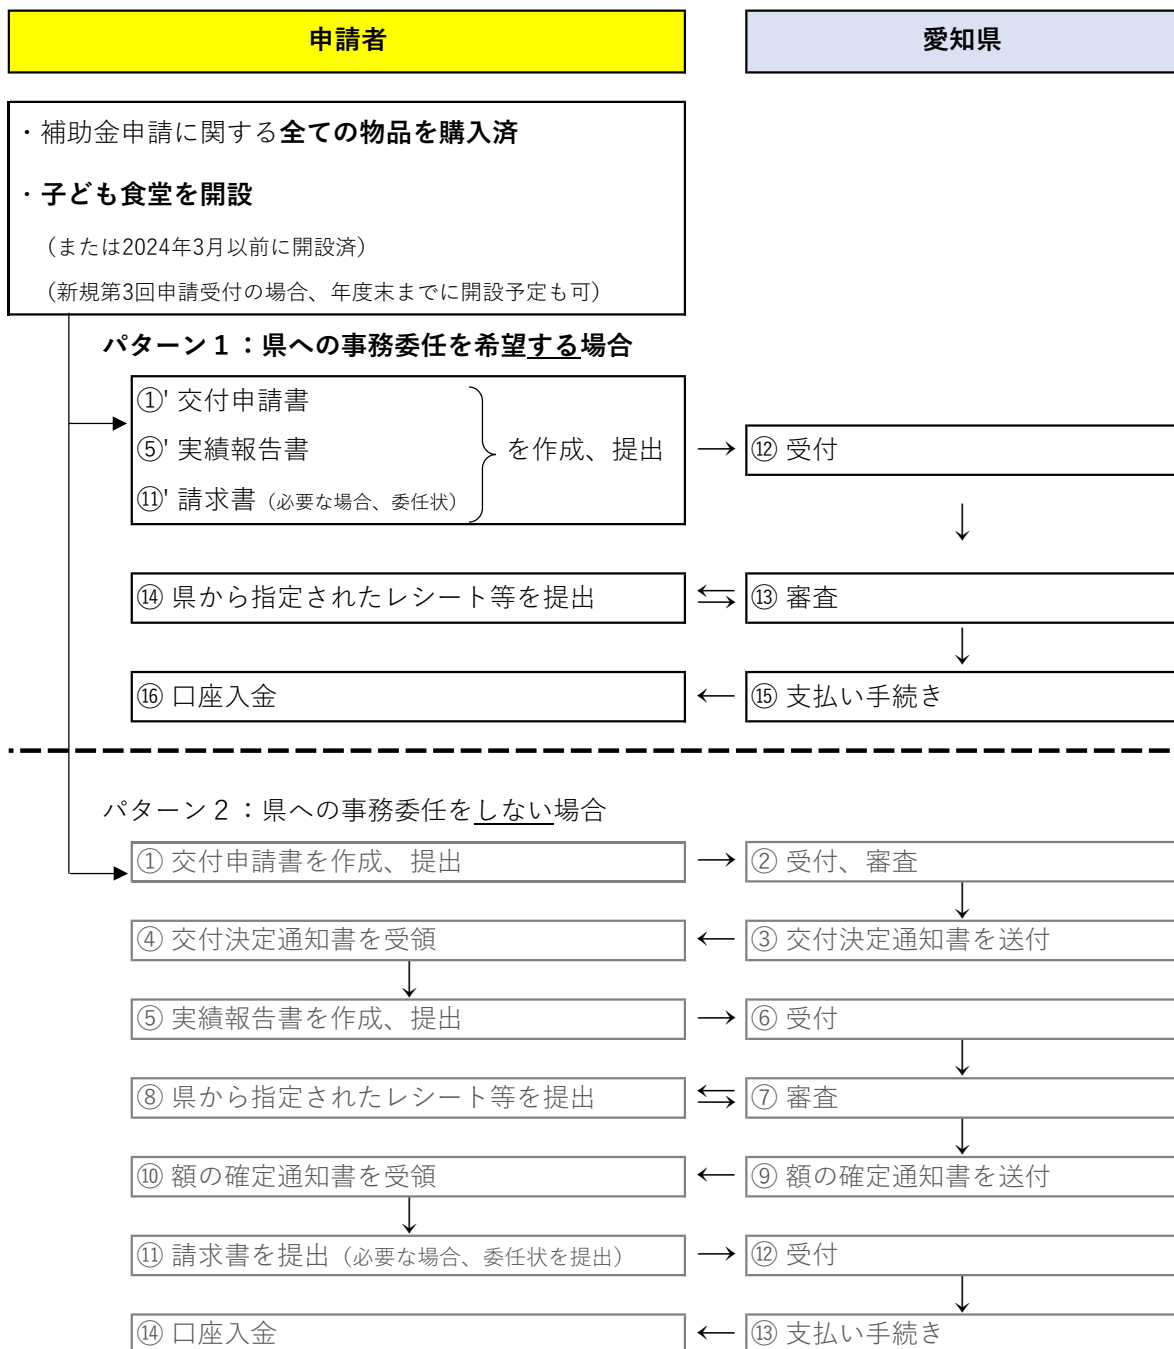 申請者
愛知県
・補助金申請に関する全ての物品を購入済
・子ども食堂を開設
（または2024年3月以前に開設済）
（新規第3回申請受付の場合、年度末までに開設予定も可）
パターン１：県への事務委任を希望する場合
①' 交付申請書
⑤' 実績報告書
⑪' 請求書（必要な場合、委任状）
を作成、提出
→
⑫ 受付
↓
⑭ 県から指定されたレシート等を提出
⇆
⑬ 審査
↓
⑯ 口座入金
←
⑮ 支払い手続き
パターン２：県への事務委任をしない場合
① 交付申請書を作成、提出
→
② 受付、審査
④ 交付決定通知書を受領
←
③ 交付決定通知書を送付
⑤ 実績報告書を作成、提出
→
⑥ 受付
⑧ 県から指定されたレシート等を提出
⇆
⑦ 審査
⑩ 額の確定通知書を受領
←
⑨ 額の確定通知書を送付
⑪ 請求書を提出（必要な場合、委任状を提出）
→
⑫ 受付
⑭ 口座入金
←
⑬ 支払い手続き